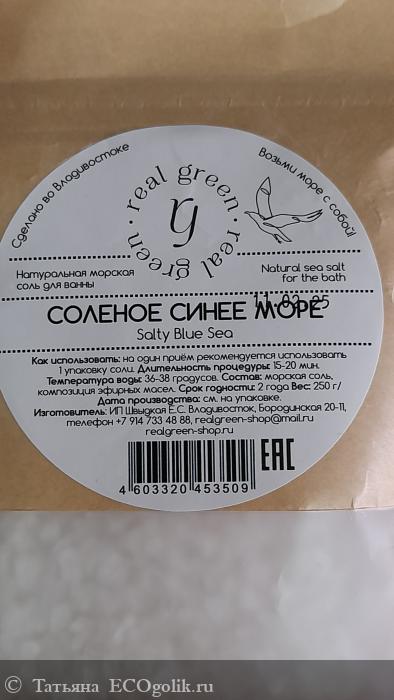 Сделано во Владивостоке
real green · real green ·
ry
Возьми море с собой!
Натуральная морская
соль для ванны
Natural sea salt
for the bath
11 02 25
СОЛЕНОЕ СИНЕЕ МОРЕ
Salty Blue Sea
Как использовать: на один приём рекомендуется использовать
1 упаковку соли. Длительность процедуры: 15-20 мин.
Температура воды: 36-38 градусов. Состав: морская соль,
композиция эфирных масел. Срок годности: 2 года Вес: 250 г/
Дата производства: см. на упаковке.
Изготовитель: ИП Швыдкая Е.С. Владивосток, Бородинская 20-11,
телефон +7 914 733 48 88, realgreen-shop@mail.ru
realgreen-shop.ru
EAC
4 603320 453509
© Татьяна ECOgolik.ru